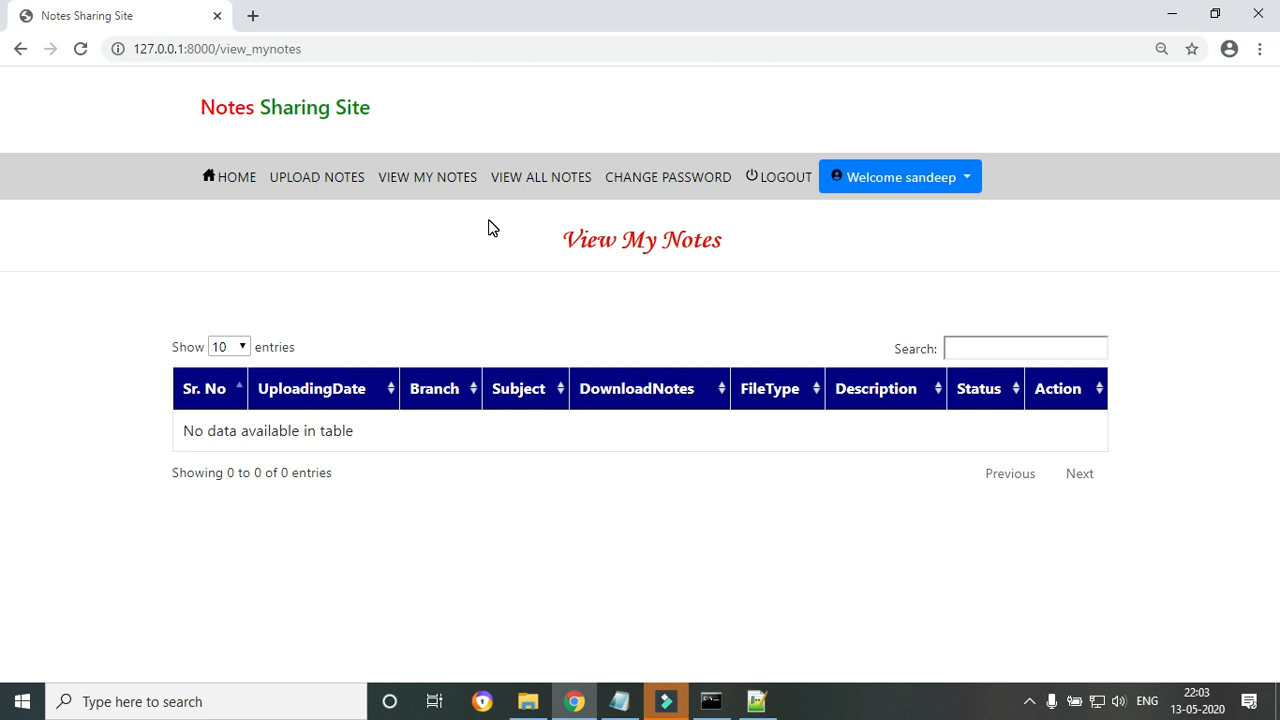 Notes Sharing Site
127.0.0.1:8000/view_mynotes
Notes Sharing Site
HOME UPLOAD NOTES VIEW MY NOTES VIEW ALL NOTES CHANGE PASSWORD LOGOUT Welcome sandeep
View My Notes
Show 10 entries Search:
Sr. No UploadingDate Branch Subject DownloadNotes FileType Description Status Action
No data available in table
Showing 0 to 0 of 0 entries Previous Next
Type here to search ENG 22:03
13-05-2020